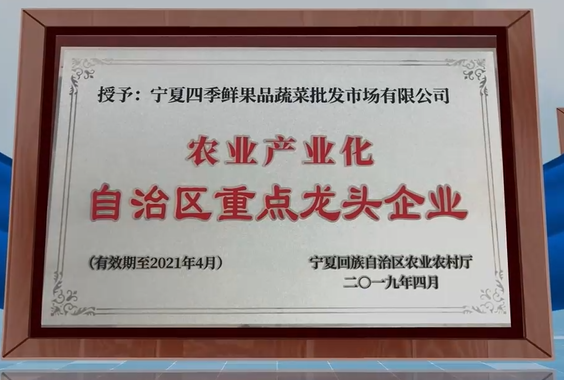 授予：宁夏四季鲜果品蔬菜批发市场有限公司
农业产业化
自治区重点龙头企业
（有效期至2021年4月）
宁夏回族自治区农业农村厅
二〇一九年四月